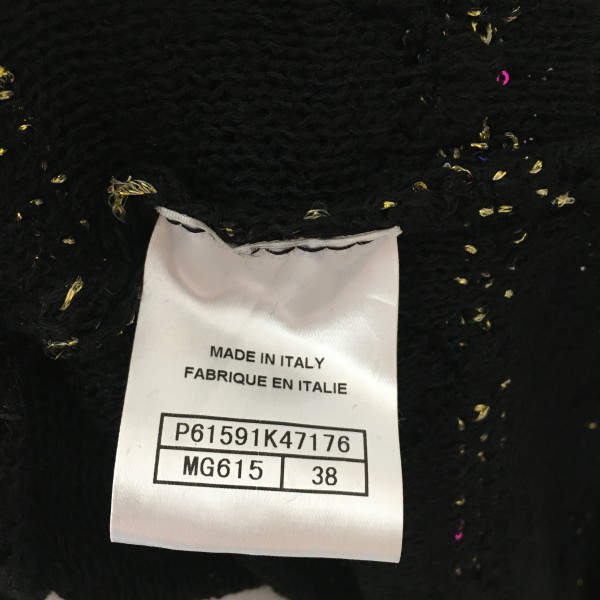 MADE IN ITALY
FABRIQUE EN ITALIE
P61591K47176
MG615 38